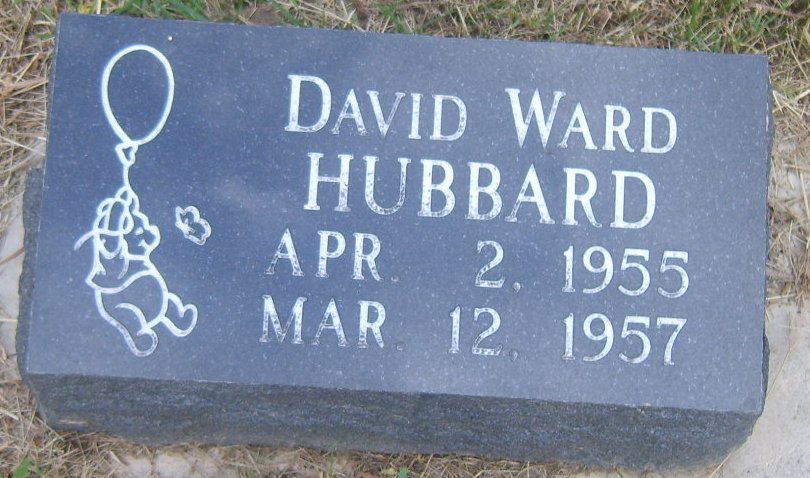 DAVID WARD
HUBBARD
APR. 2, 1955
MAR. 12, 1957